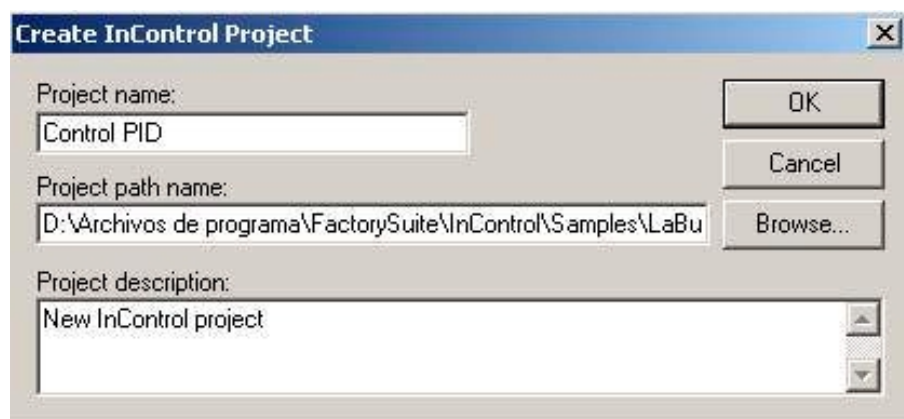 Create InControl Project
Project name:
OK
Control PID
Cancel
Project path name:
D:\Archivos de programa\FactorySuite\InControl\Samples\LaBu
Browse...
Project description:
New InControl project